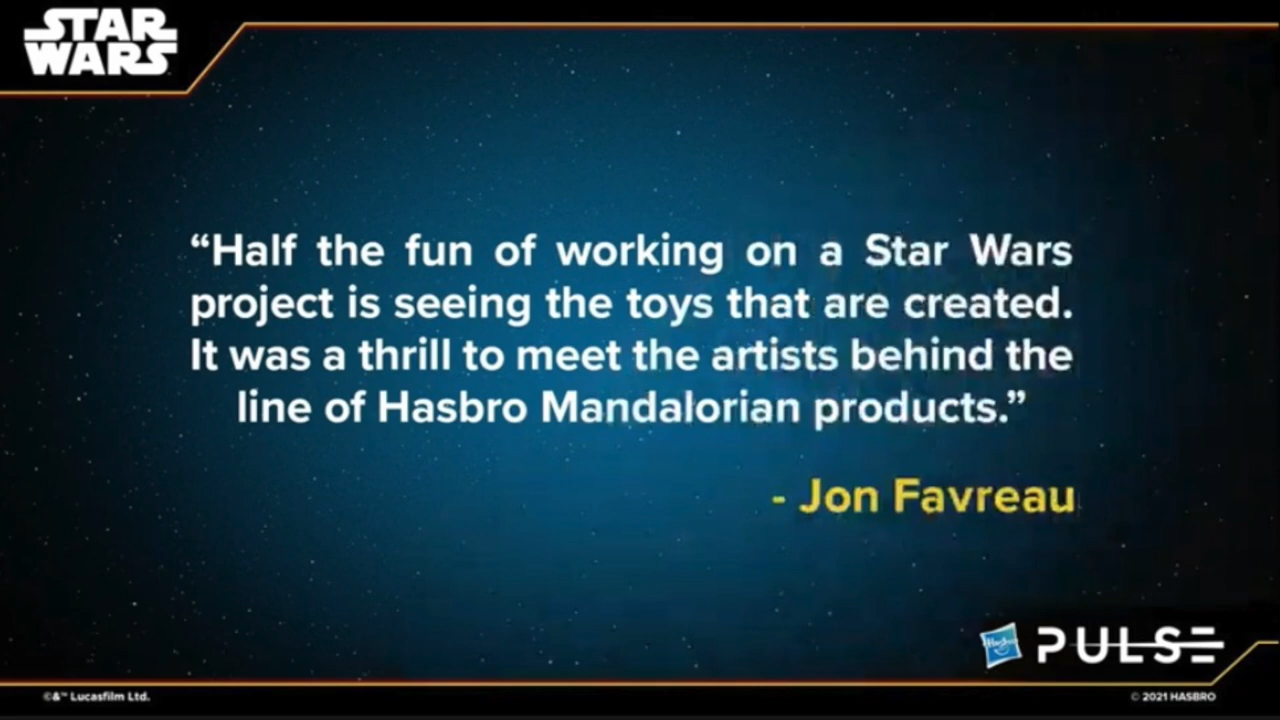 STAR
WARS
“Half the fun of working on a Star Wars
project is seeing the toys that are created.
It was a thrill to meet the artists behind the
line of Hasbro Mandalorian products.”
- Jon Favreau
Hasbro PULSE
©&™ Lucasfilm Ltd.
© 2021 HASBRO